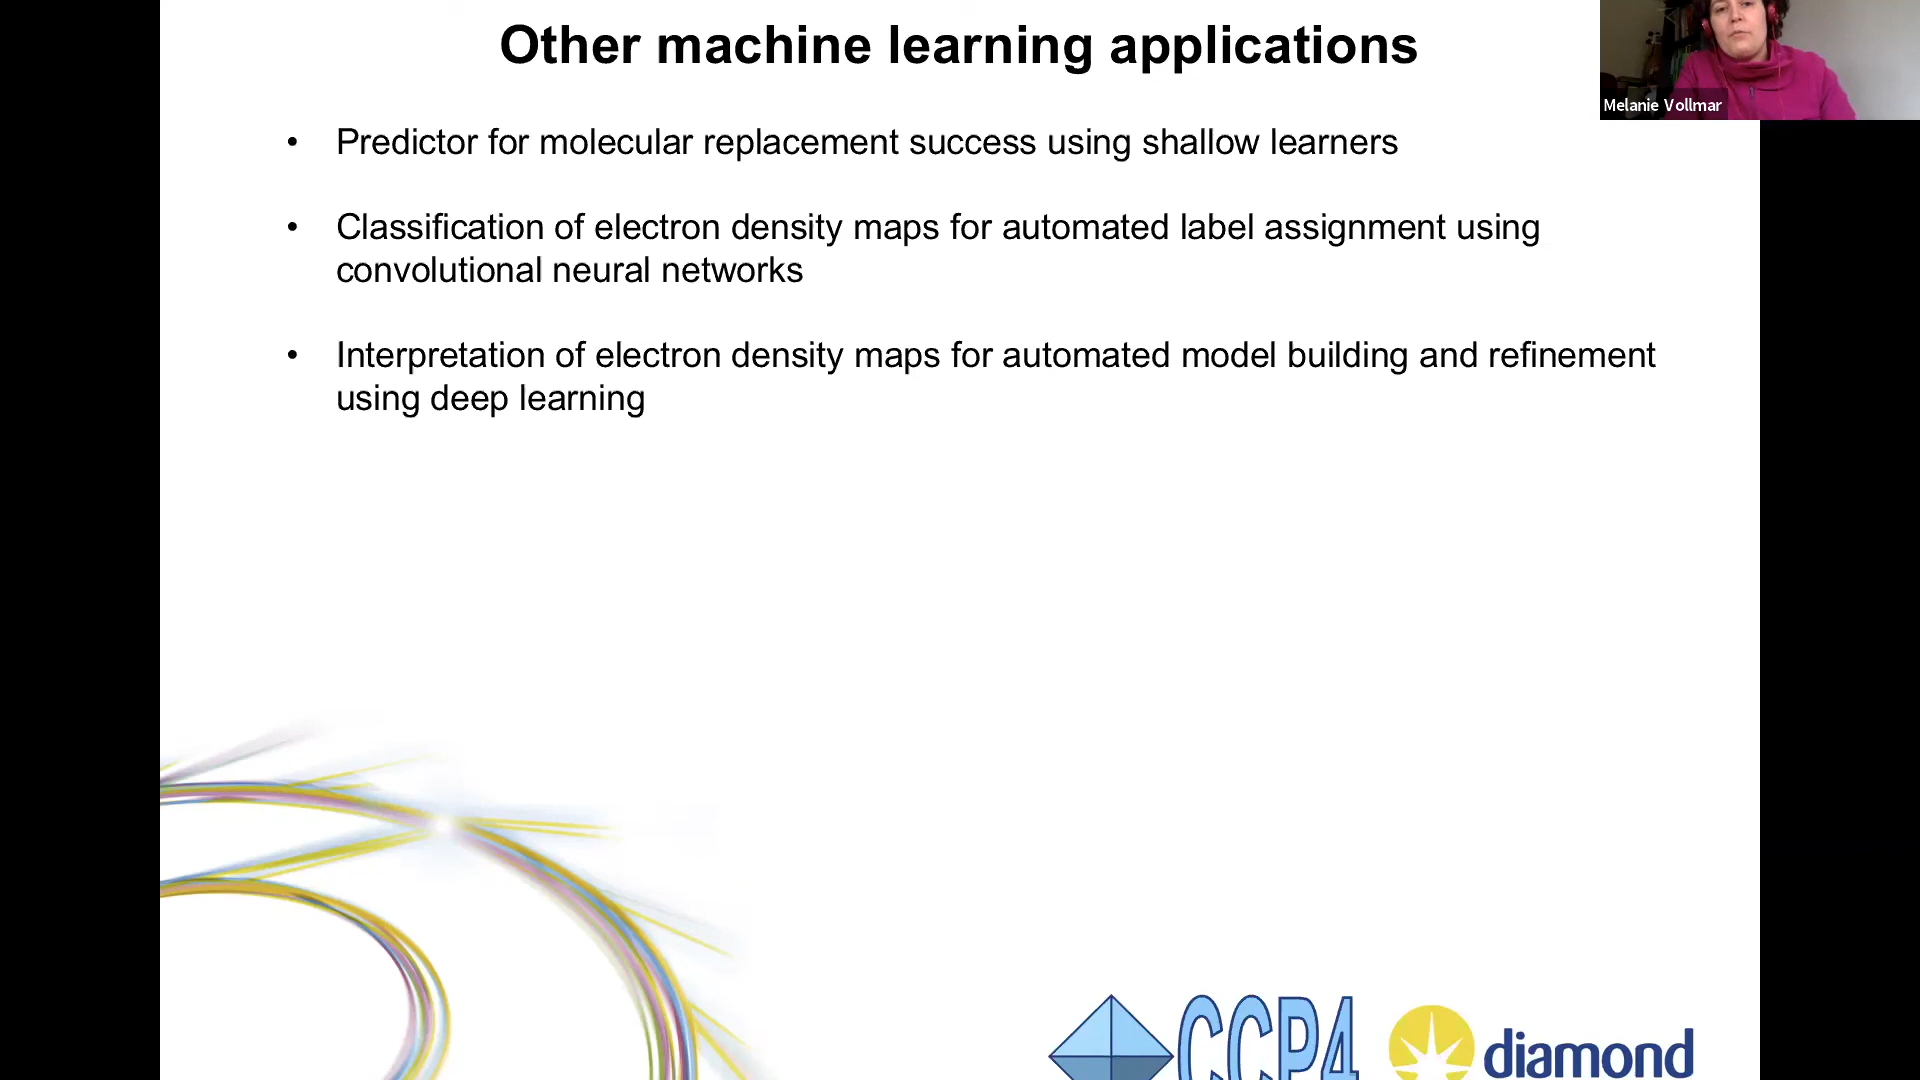 Other machine learning applications
Melanie Vollmar
• Predictor for molecular replacement success using shallow learners
• Classification of electron density maps for automated label assignment using
convolutional neural networks
• Interpretation of electron density maps for automated model building and refinement
using deep learning
CCP4
diamond